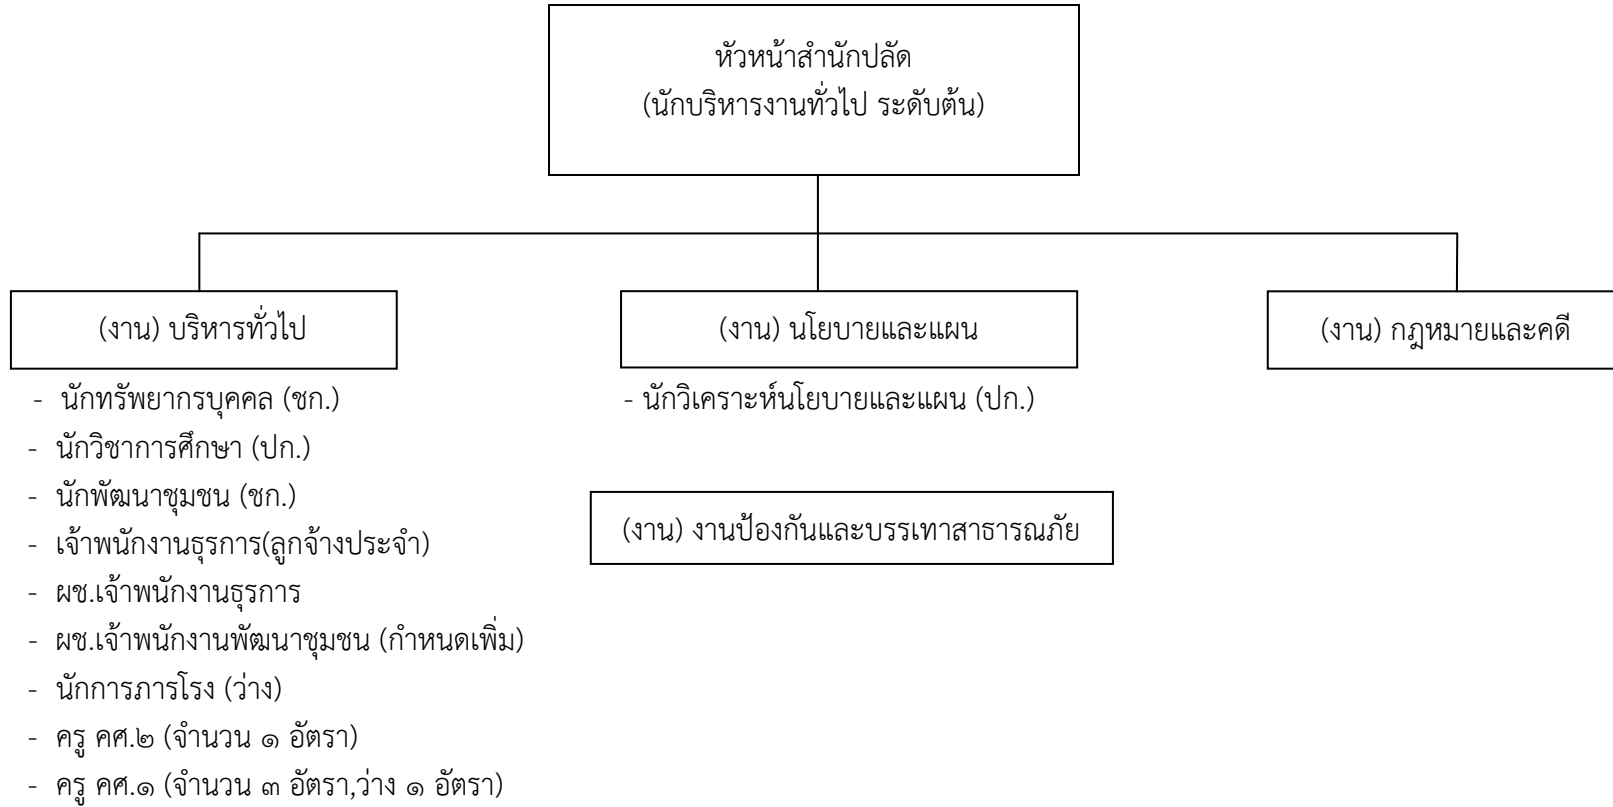 หัวหน้าสำนักปลัด
(นักบริหารงานทั่วไป ระดับต้น)
(งาน) บริหารทั่วไป
- นักทรัพยากรบุคคล (ชก.)
- นักวิชาการศึกษา (ปก.)
- นักพัฒนาชุมชน (ชก.)
- เจ้าพนักงานธุรการ(ลูกจ้างประจำ)
- ผช.เจ้าพนักงานธุรการ
- ผช.เจ้าพนักงานพัฒนาชุมชน (กำหนดเพิ่ม)
- นักการภารโรง (ว่าง)
- ครู คศ.๒ (จำนวน ๑ อัตรา)
- ครู คศ.๑ (จำนวน ๓ อัตรา,ว่าง ๑ อัตรา)
(งาน) นโยบายและแผน
- นักวิเคราะห์นโยบายและแผน (ปก.)
(งาน) งานป้องกันและบรรเทาสาธารณภัย
(งาน) กฎหมายและคดี